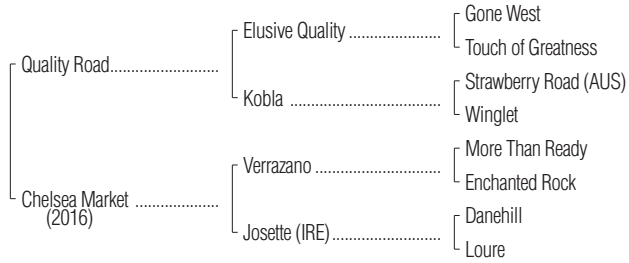 Gone West
Elusive Quality
Touch of Greatness
Quality Road
Strawberry Road (AUS)
Kobla
Winglet
More Than Ready
Verrazano
Enchanted Rock
Chelsea Market
(2016)
Danehill
Josette (IRE)
Loure